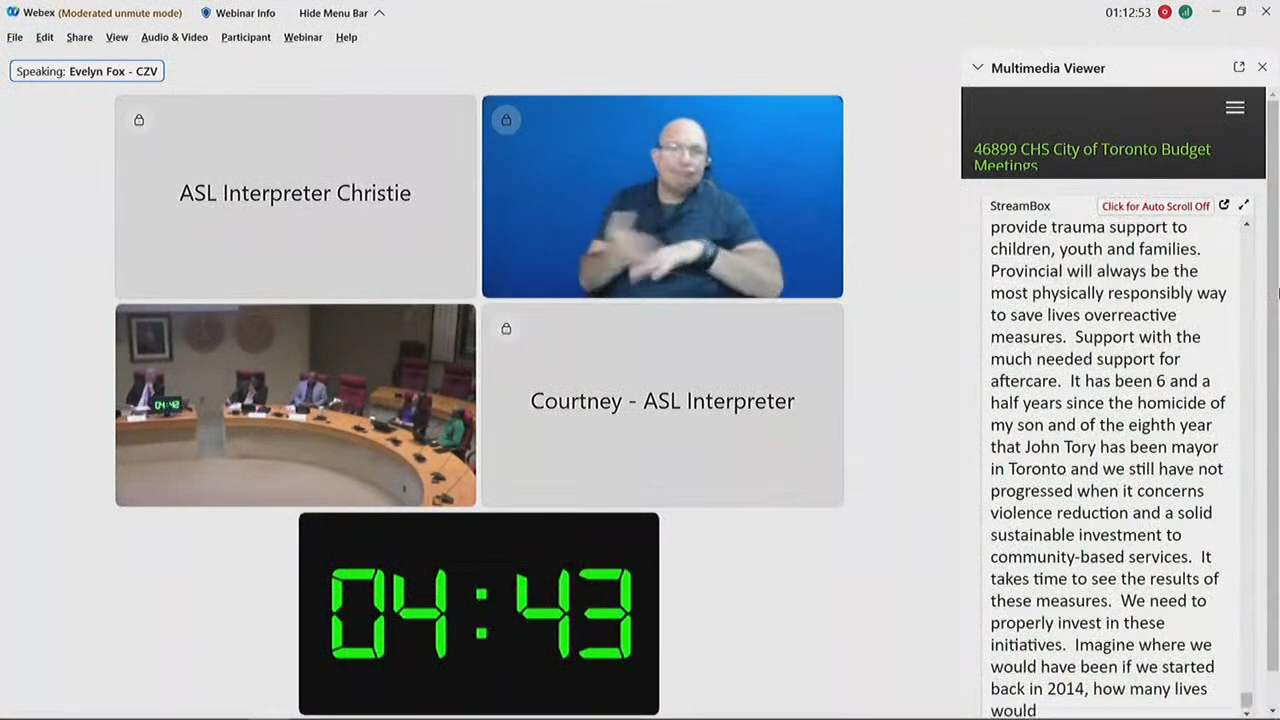 Webex (Moderated unmute mode) Webinar Info Hide Menu Bar 01:12:53
File Edit Share View Audio & Video Participant Webinar Help
Speaking: Evelyn Fox - CZV
Multimedia Viewer
46899 CHS City of Toronto Budget
Meetings
ASL Interpreter Christie
StreamBox Click for Auto Scroll Off
provide trauma support to
children, youth and families.
Provincial will always be the
most physically responsibly way
to save lives overreactive
measures. Support with the
much needed support for
aftercare. It has been 6 and a
half years since the homicide of
my son and of the eighth year
that John Tory has been mayor
in Toronto and we still have not
progressed when it concerns
violence reduction and a solid
sustainable investment to
community-based services. It
takes time to see the results of
these measures. We need to
properly invest in these
initiatives. Imagine where we
would have been if we started
back in 2014, how many lives
would
04:40
Courtney - ASL Interpreter
04:43